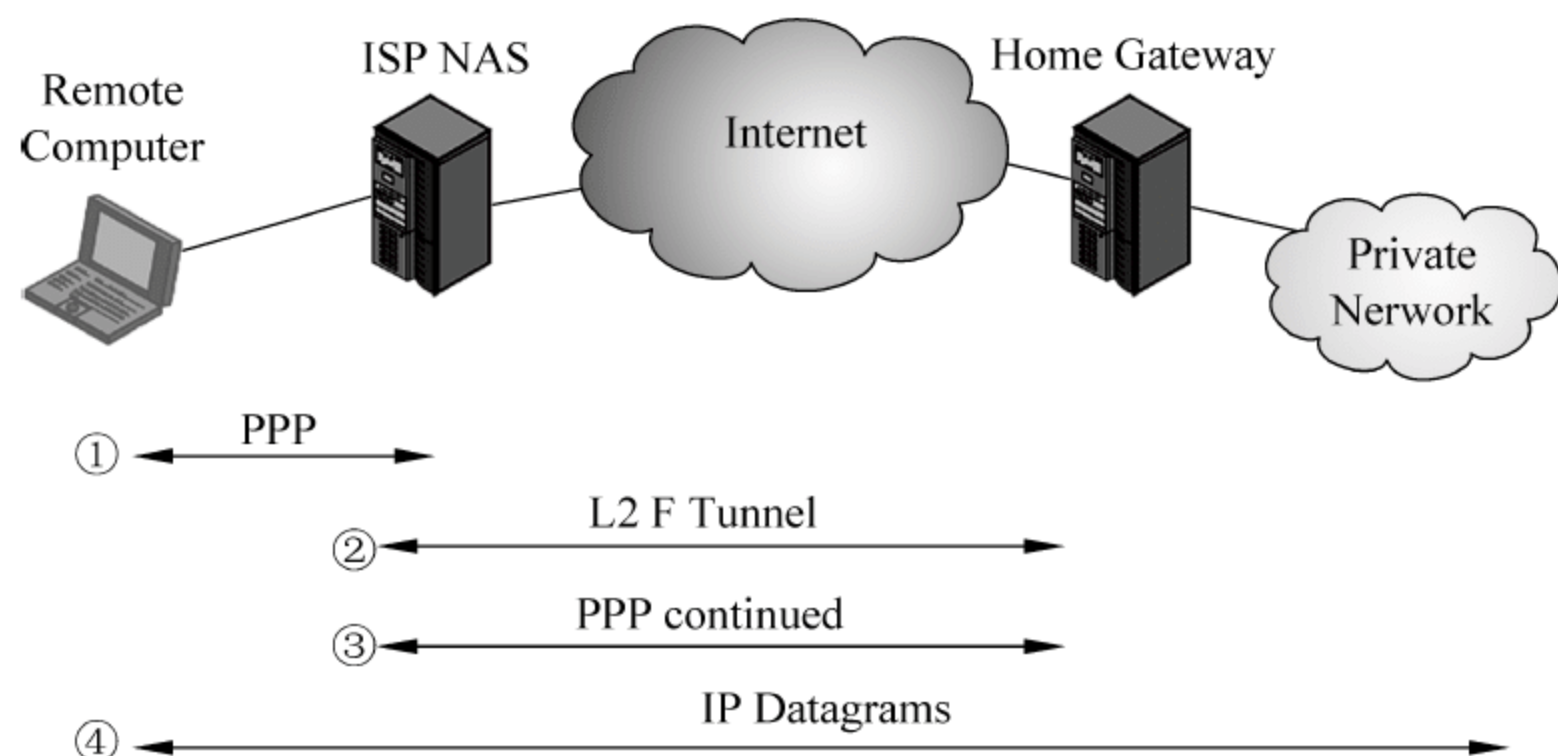 Remote
Computer
ISP NAS
Internet
Home Gateway
Private
Nerwork
① PPP
② L2 F Tunnel
③ PPP continued
④ IP Datagrams